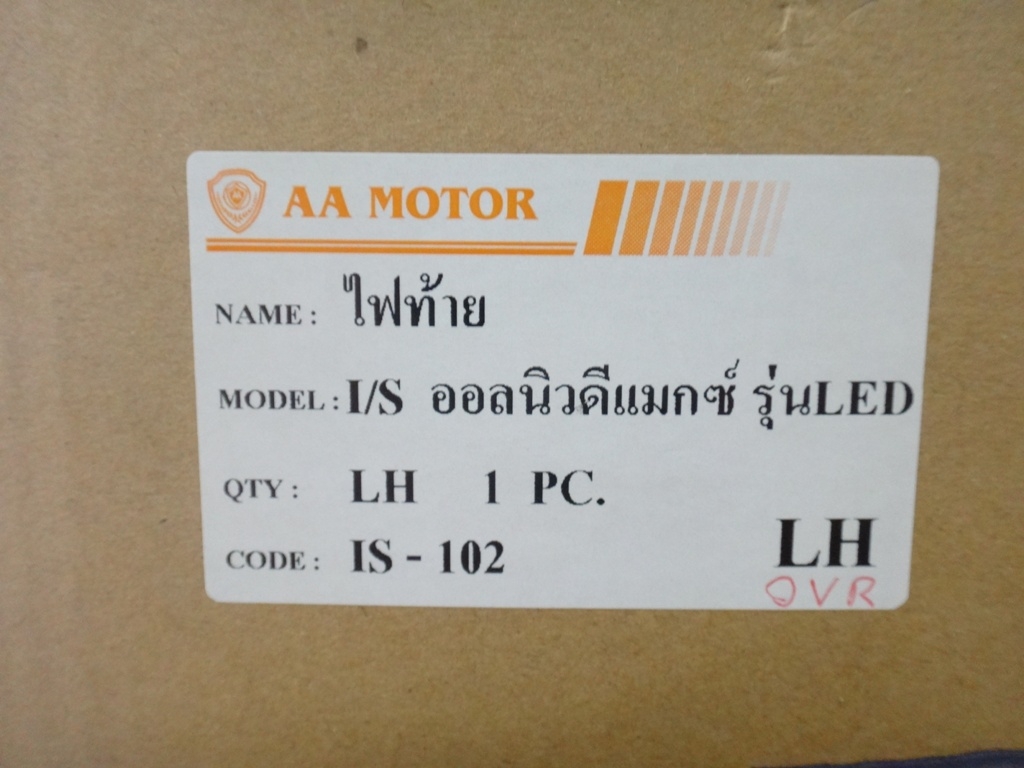 AA MOTOR
NAME : ไฟท้าย
MODEL : I/S ออลนิวดีแมกซ์ รุ่นLED
QTY : LH 1 PC.
CODE : IS - 102
LH
OVR